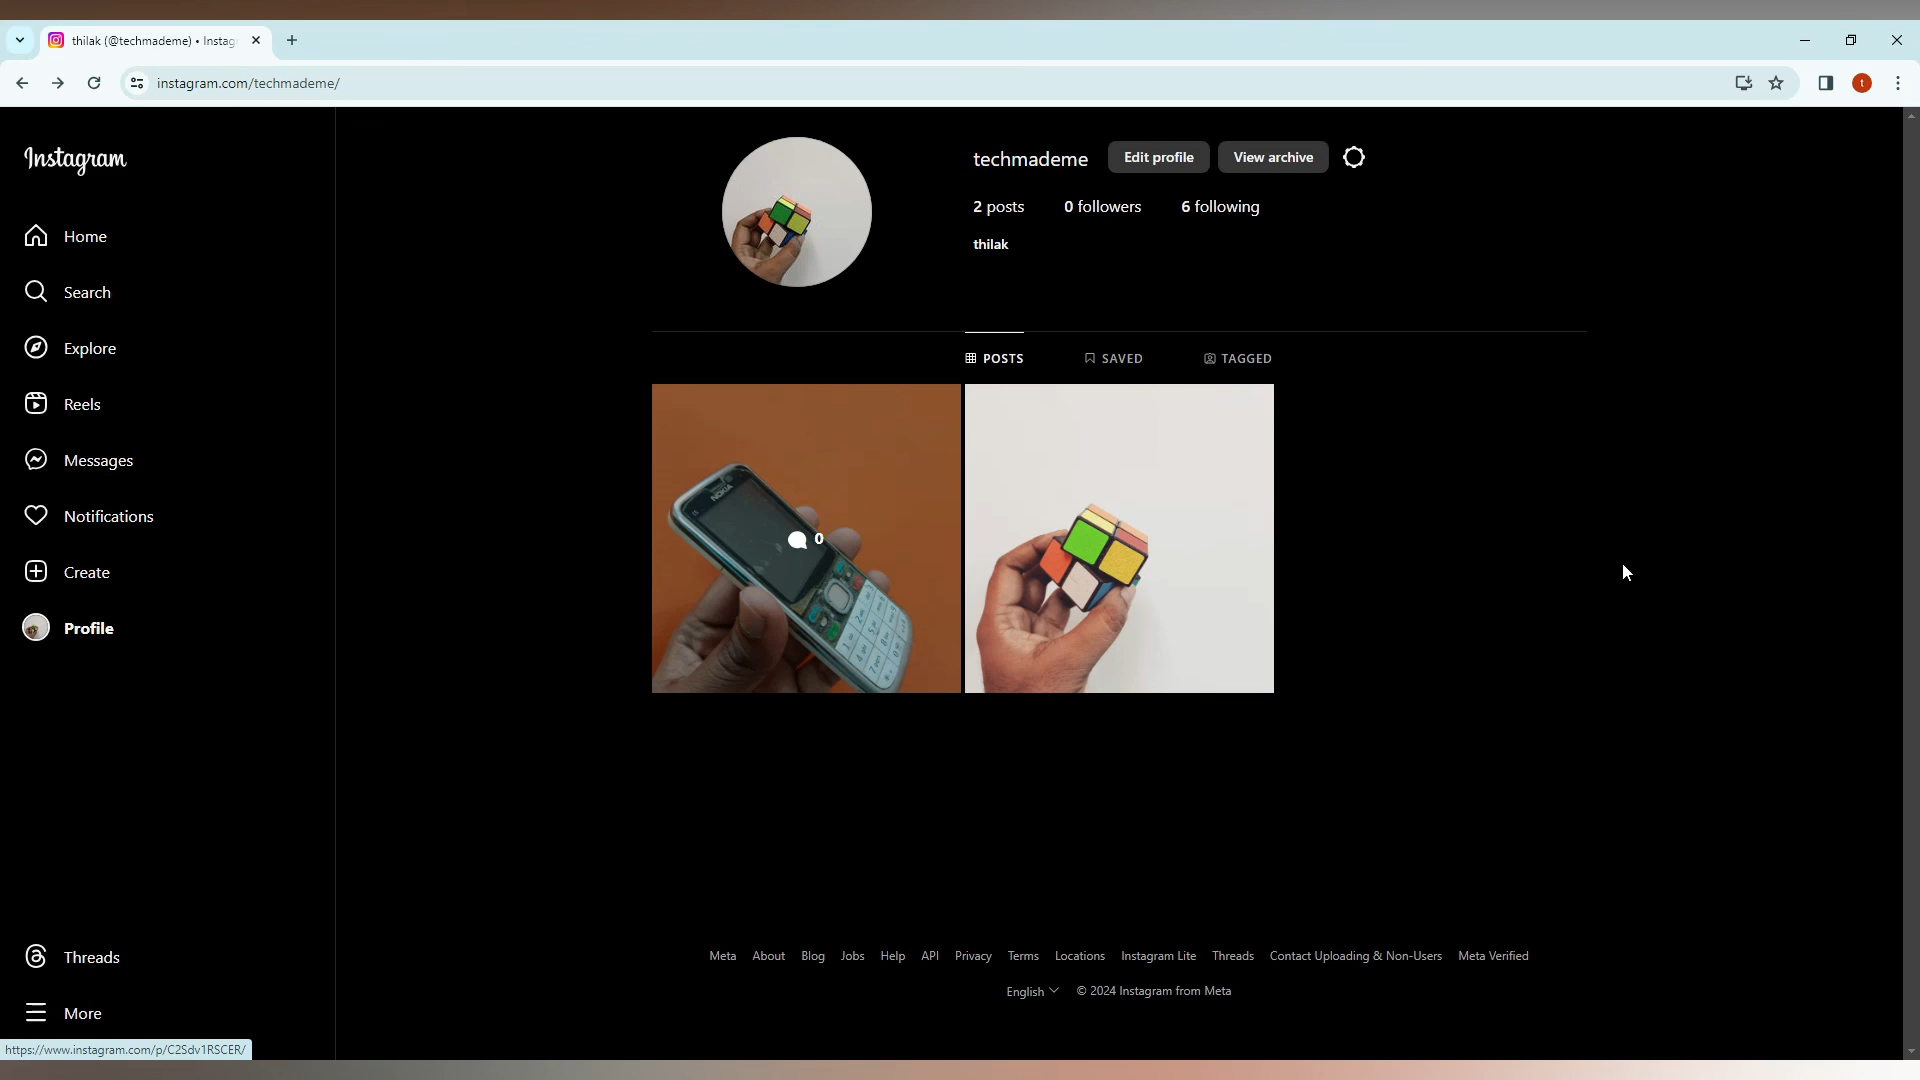 thilak (@techmademe) • Instag
instagram.com/techmademe/
t
Instagram
Home
Search
Explore
Reels
Messages
Notifications
Create
Profile
Threads
More
techmademe Edit profile View archive
2 posts 0 followers 6 following
thilak
POSTS SAVED TAGGED
NOKIA
0
Meta About Blog Jobs Help API Privacy Terms Locations Instagram Lite Threads Contact Uploading & Non-Users Meta Verified
English © 2024 Instagram from Meta
https://www.instagram.com/p/C2Sdv1RSCER/